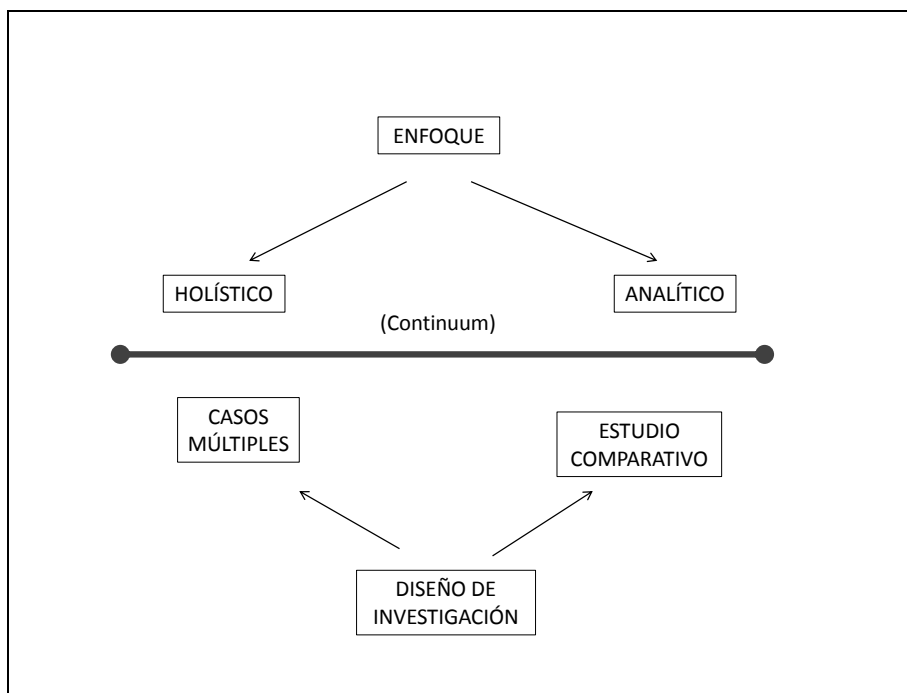 ENFOQUE
HOLÍSTICO
ANALÍTICO
(Continuum)
CASOS
MÚLTIPLES
ESTUDIO
COMPARATIVO
DISEÑO DE
INVESTIGACIÓN